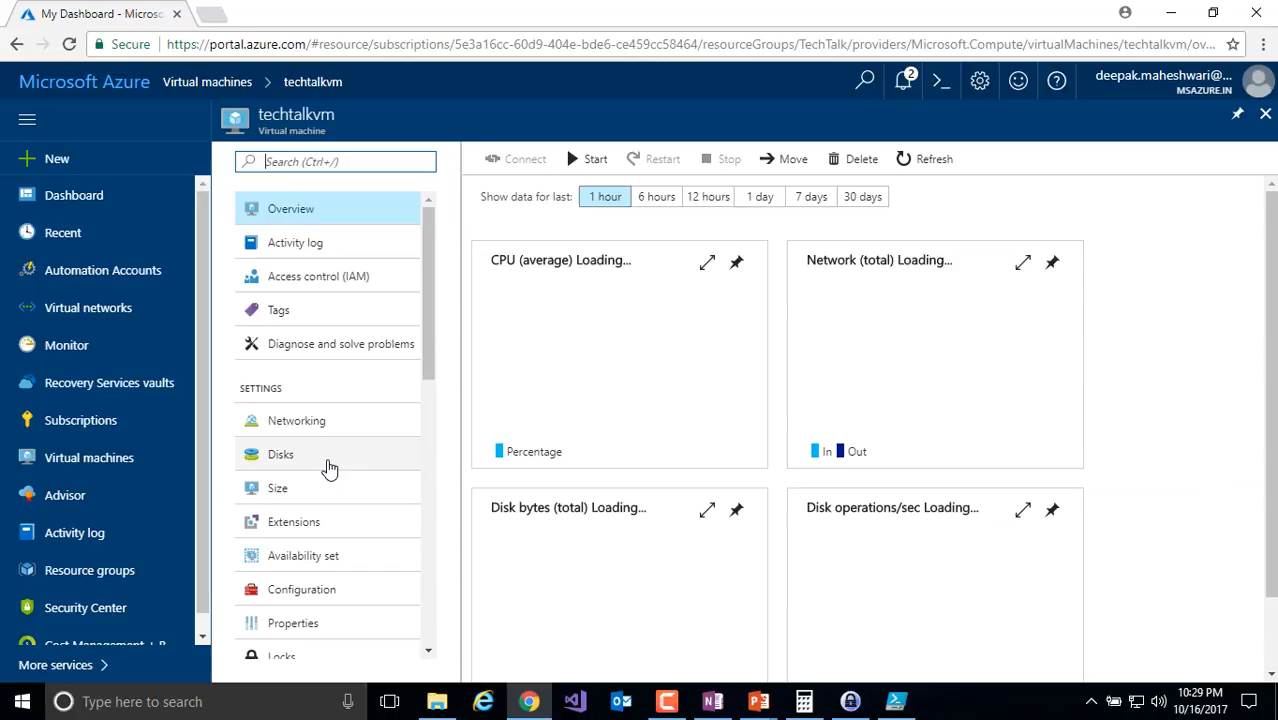 My Dashboard - Microsc
Secure
https://portal.azure.com/#resource/subscriptions/5e3a16cc-60d9-404e-bde6-ce459cc58464/resourceGroups/TechTalk/providers/Microsoft.Compute/virtualMachines/techtalkvm/ov...
Microsoft Azure
Virtual machines > techtalkvm
2
deepak.maheshwari@...
MSAZURE.IN
techtalkvm
Virtual machine
New
Dashboard
Recent
Automation Accounts
Virtual networks
Monitor
Recovery Services vaults
Subscriptions
Virtual machines
Advisor
Activity log
Resource groups
Security Center
Cost Management + B
More services >
Search (Ctrl+/)
Overview
Activity log
Access control (IAM)
Tags
Diagnose and solve problems
SETTINGS
Networking
Disks
Size
Extensions
Availability set
Configuration
Properties
Locks
Connect Start Restart Stop Move Delete Refresh
Show data for last: 1 hour 6 hours 12 hours 1 day 7 days 30 days
CPU (average) Loading...
Percentage
Network (total) Loading...
In Out
Disk bytes (total) Loading...
Disk operations/sec Loading...
Type here to search
10:29 PM
10/16/2017